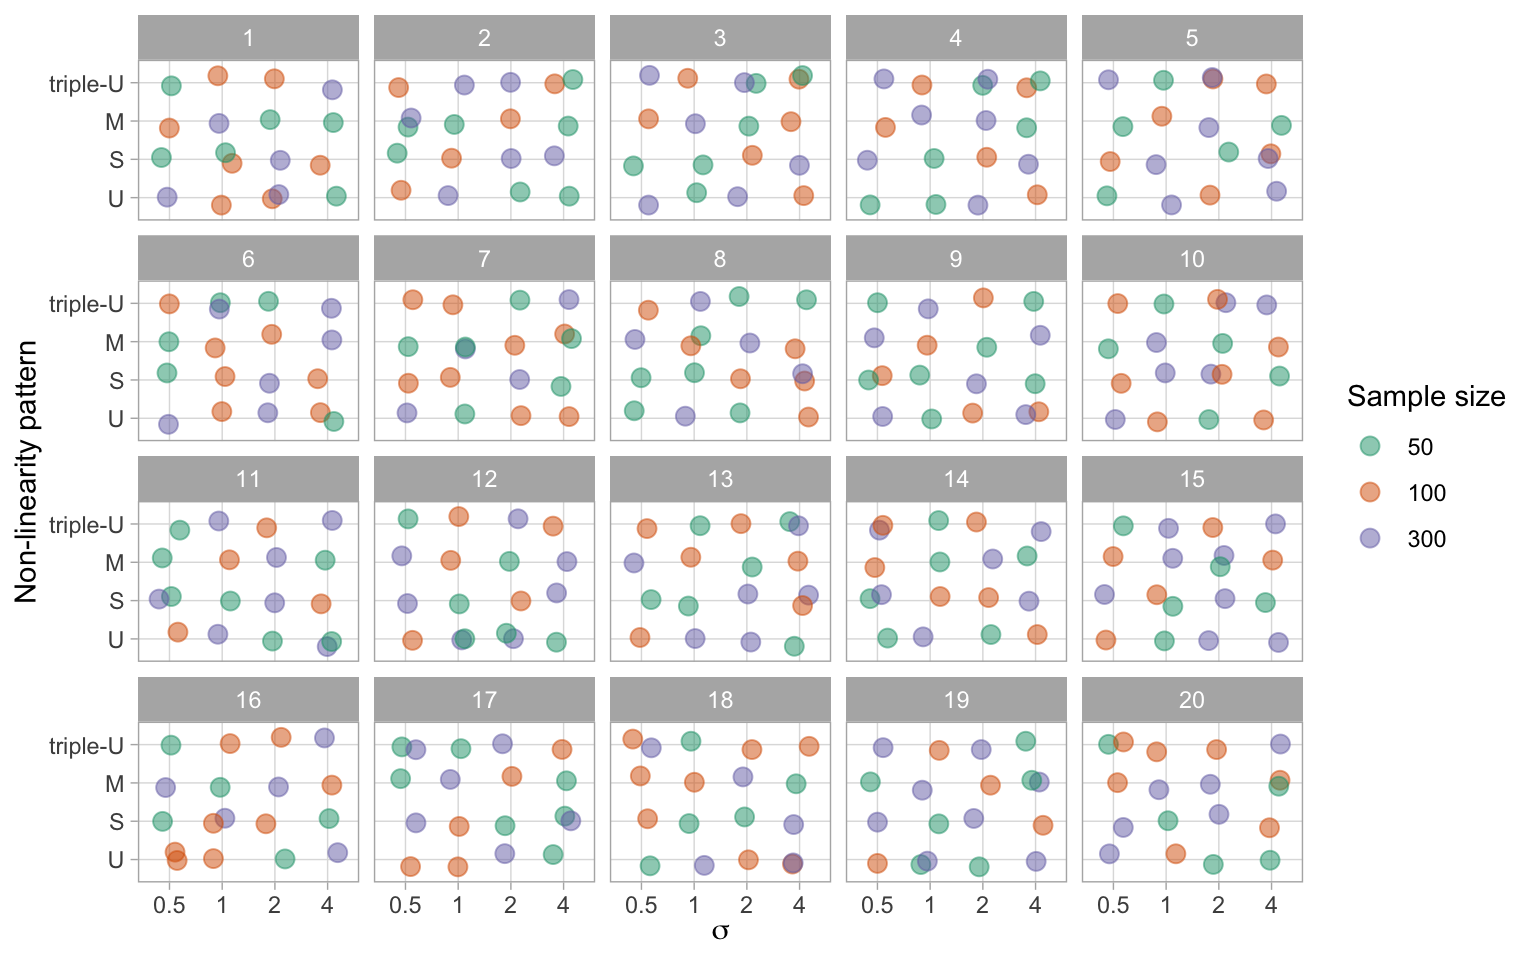 1 2 3 4 5
triple-U
M
S
U
6 7 8 9 10
triple-U
M
S
U
11 12 13 14 15
triple-U
M
S
U
16 17 18 19 20
triple-U
M
S
U
0.5 1 2 4 0.5 1 2 4 0.5 1 2 4 0.5 1 2 4 0.5 1 2 4
σ
Non-linearity pattern
Sample size
50
100
300